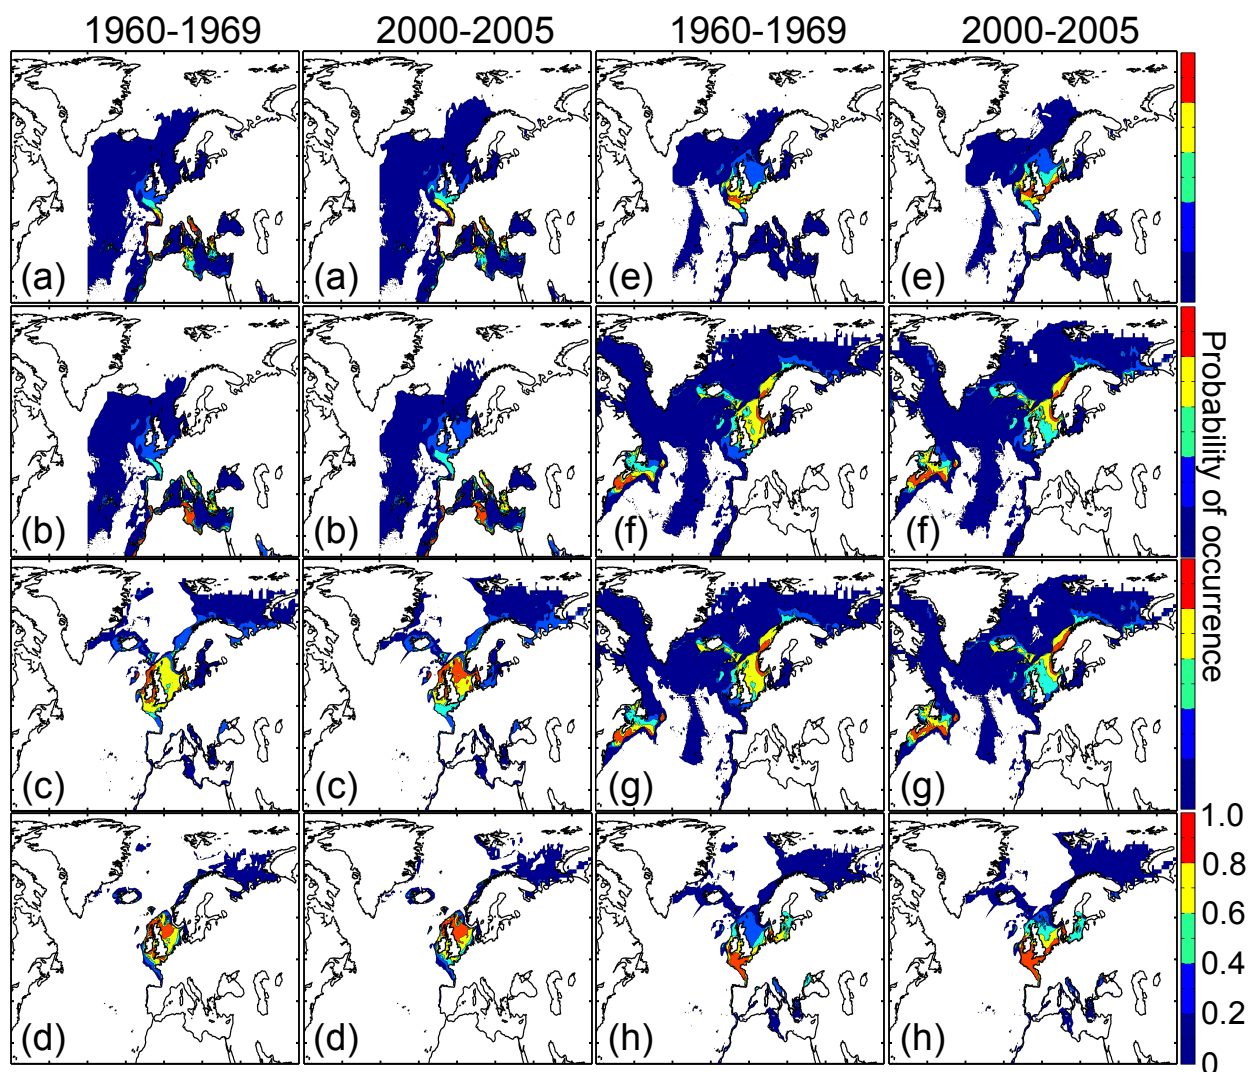 1960-1969 2000-2005 1960-1969 2000-2005
(a) (a) (e) (e)
(b) (b) (f) (f)
(c) (c) (g) (g)
(d) (d) (h) (h)
Probability of occurrence
1.0
0.8
0.6
0.4
0.2
0